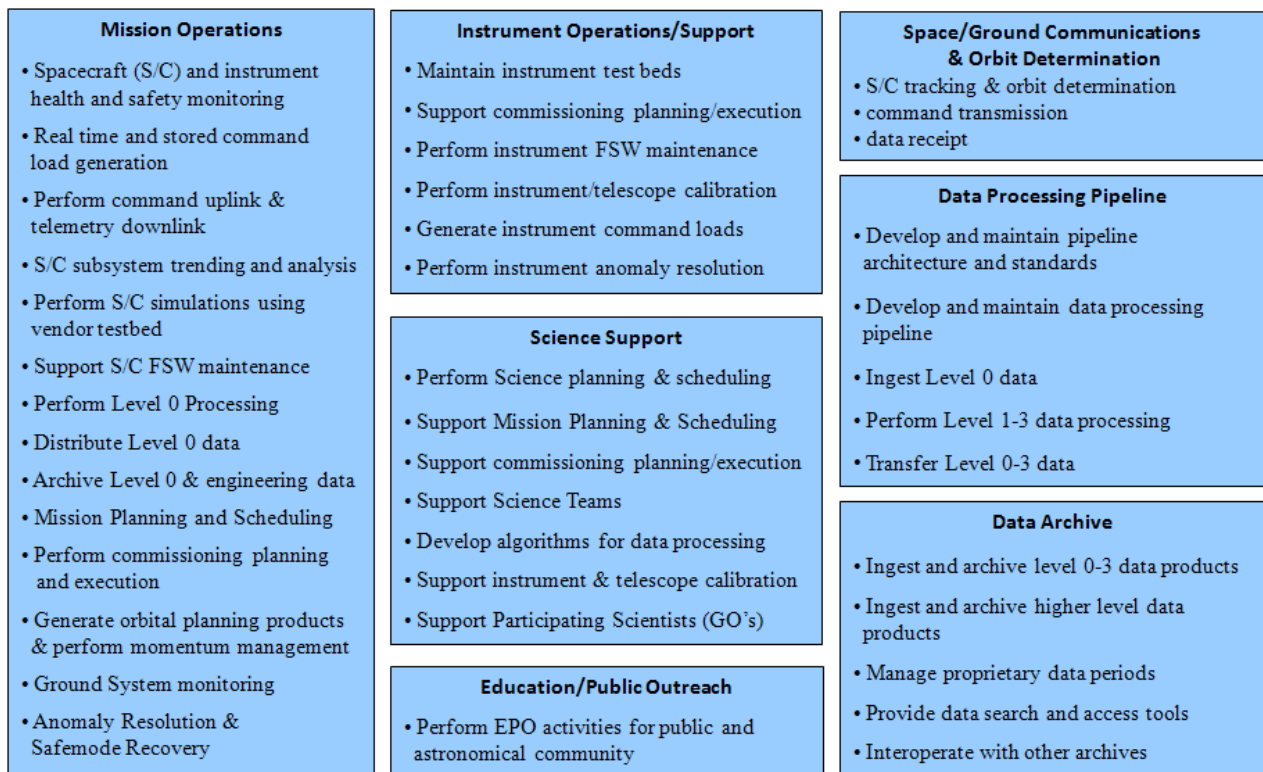 Mission Operations
• Spacecraft (S/C) and instrument
health and safety monitoring
• Real time and stored command
load generation
• Perform command uplink &
telemetry downlink
• S/C subsystem trending and analysis
• Perform S/C simulations using
vendor testbed
• Support S/C FSW maintenance
• Perform Level 0 Processing
• Distribute Level 0 data
• Archive Level 0 & engineering data
• Mission Planning and Scheduling
• Perform commissioning planning
and execution
• Generate orbital planning products
& perform momentum management
• Ground System monitoring
• Anomaly Resolution &
Safemode Recovery
Instrument Operations/Support
• Maintain instrument test beds
• Support commissioning planning/execution
• Perform instrument FSW maintenance
• Perform instrument/telescope calibration
• Generate instrument command loads
• Perform instrument anomaly resolution
Science Support
• Perform Science planning & scheduling
• Support Mission Planning & Scheduling
• Support commissioning planning/execution
• Support Science Teams
• Develop algorithms for data processing
• Support instrument & telescope calibration
• Support Participating Scientists (GO’s)
Education/Public Outreach
• Perform EPO activities for public and
astronomical community
Space/Ground Communications
& Orbit Determination
• S/C tracking & orbit determination
• command transmission
• data receipt
Data Processing Pipeline
• Develop and maintain pipeline
architecture and standards
• Develop and maintain data processing
pipeline
• Ingest Level 0 data
• Perform Level 1-3 data processing
• Transfer Level 0-3 data
Data Archive
• Ingest and archive level 0-3 data products
• Ingest and archive higher level data
products
• Manage proprietary data periods
• Provide data search and access tools
• Interoperate with other archives